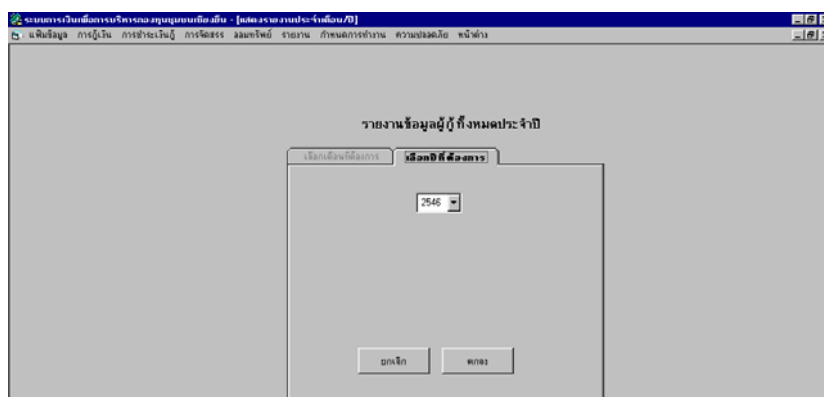 ระบบการเงินเพื่อการบริหารกองทุนชุมชนเชียงยืน - [แสดงรายงานประจำเดือน/ปี]
แฟ้มข้อมูล การกู้เงิน การชำระเงินกู้ การจัดสรร ออมทรัพย์ รายงาน กำหนดการทำงาน ความปลอดภัย หน้าต่าง
รายงานข้อมูลผู้กู้ทั้งหมดประจำปี
เลือกเดือนที่ต้องการ เลือกปีที่ต้องการ
2546
ยกเลิก ตกลง